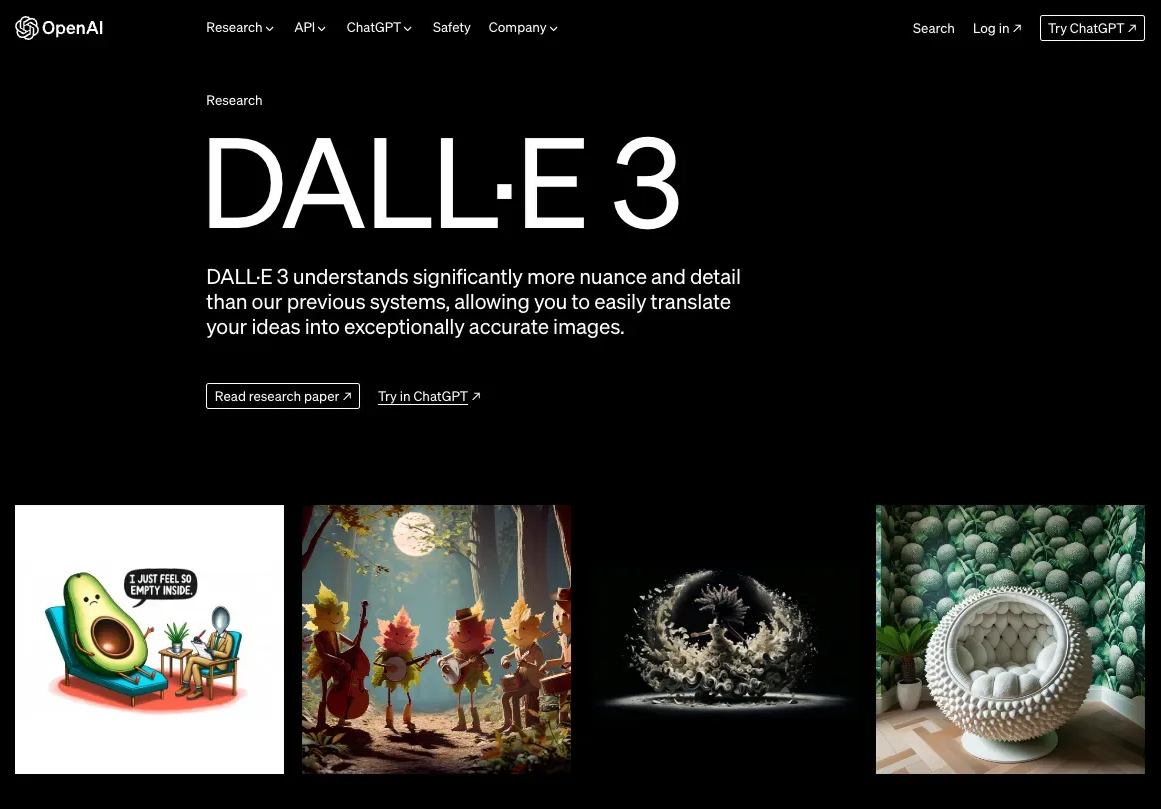 OpenAI
Research
API
ChatGPT
Safety
Company
Search
Log in ↗
Try ChatGPT ↗
Research
DALL·E 3
DALL·E 3 understands significantly more nuance and detail
than our previous systems, allowing you to easily translate
your ideas into exceptionally accurate images.
Read research paper ↗
Try in ChatGPT ↗
I JUST FEEL SO
EMPTY INSIDE.